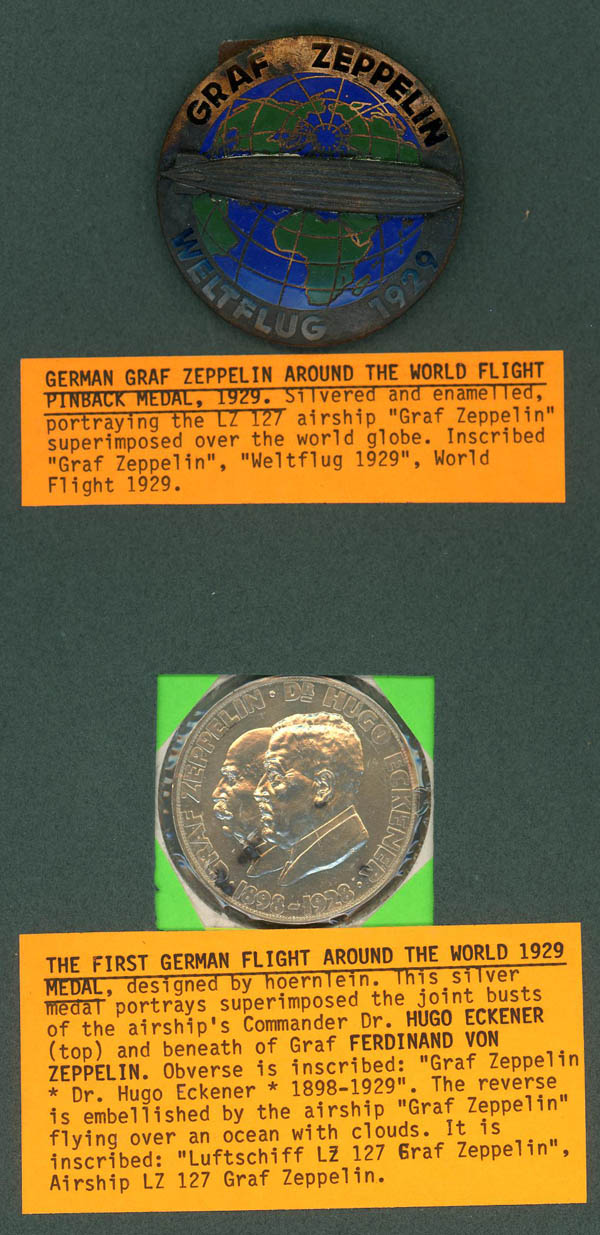 GRAF ZEPPELIN
WELTFLUG 1929
GERMAN GRAF ZEPPELIN AROUND THE WORLD FLIGHT
PINBACK MEDAL, 1929. Silvered and enamelled,
portraying the LZ 127 airship "Graf Zeppelin"
superimposed over the world globe. Inscribed
"Graf Zeppelin", "Weltflug 1929", World
Flight 1929.
GRAF ZEPPELIN · DR HUGO ECKENER ·
1898-1928
THE FIRST GERMAN FLIGHT AROUND THE WORLD 1929
MEDAL, designed by hoernlein. This silver
medal portrays superimposed the joint busts
of the airship's Commander Dr. HUGO ECKENER
(top) and beneath of Graf FERDINAND VON
ZEPPELIN. Obverse is inscribed: "Graf Zeppelin
* Dr. Hugo Eckener * 1898-1929". The reverse
is embellished by the airship "Graf Zeppelin"
flying over an ocean with clouds. It is
inscribed: "Luftschiff LZ 127 Graf Zeppelin",
Airship LZ 127 Graf Zeppelin.